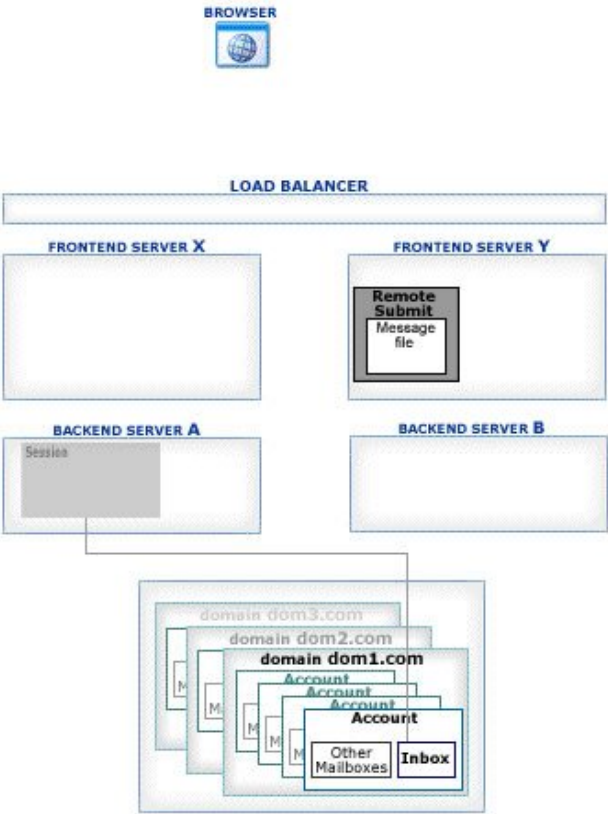 BROWSER
LOAD BALANCER
FRONTEND SERVER X
FRONTEND SERVER Y
Remote
Submit
Message
file
BACKEND SERVER A
BACKEND SERVER B
Session
domain dom3.com
domain dom2.com
domain dom1.com
Account
Account
Account
Account
M
M
M
M
M
Other
Mailboxes
Inbox